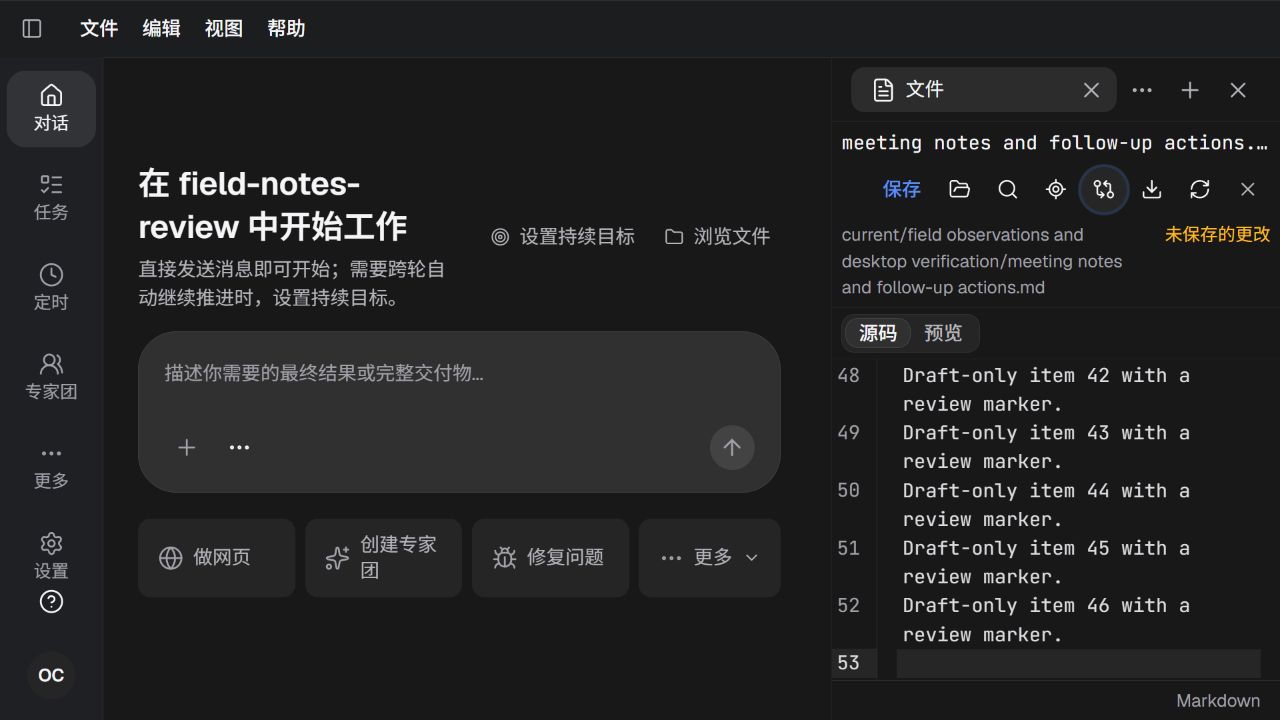 文件 编辑 视图 帮助
对话
任务
定时
专家团
更多
设置
OC
在 field-notes-
review 中开始工作
直接发送消息即可开始；需要跨轮自
动继续推进时，设置持续目标。
设置持续目标 浏览文件
描述你需要的最终结果或完整交付物...
做网页
创建专家
团
修复问题
更多
文件
meeting notes and follow-up actions.…
保存
current/field observations and
desktop verification/meeting notes
and follow-up actions.md
未保存的更改
源码 预览
48 Draft-only item 42 with a
review marker.
49 Draft-only item 43 with a
review marker.
50 Draft-only item 44 with a
review marker.
51 Draft-only item 45 with a
review marker.
52 Draft-only item 46 with a
review marker.
53
Markdown